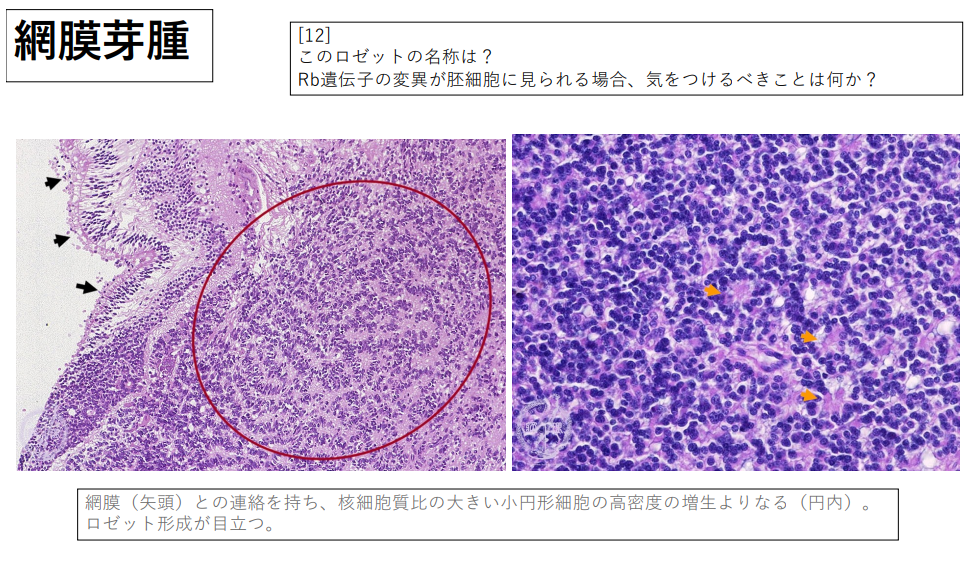 網膜芽腫
[12]
このロゼットの名称は？
Rb遺伝子の変異が胚細胞に見られる場合、気をつけるべきことは何か？
網膜（矢頭）との連絡を持ち、核細胞質比の大きい小円形細胞の高密度の増生よりなる（円内）。
ロゼット形成が目立つ。